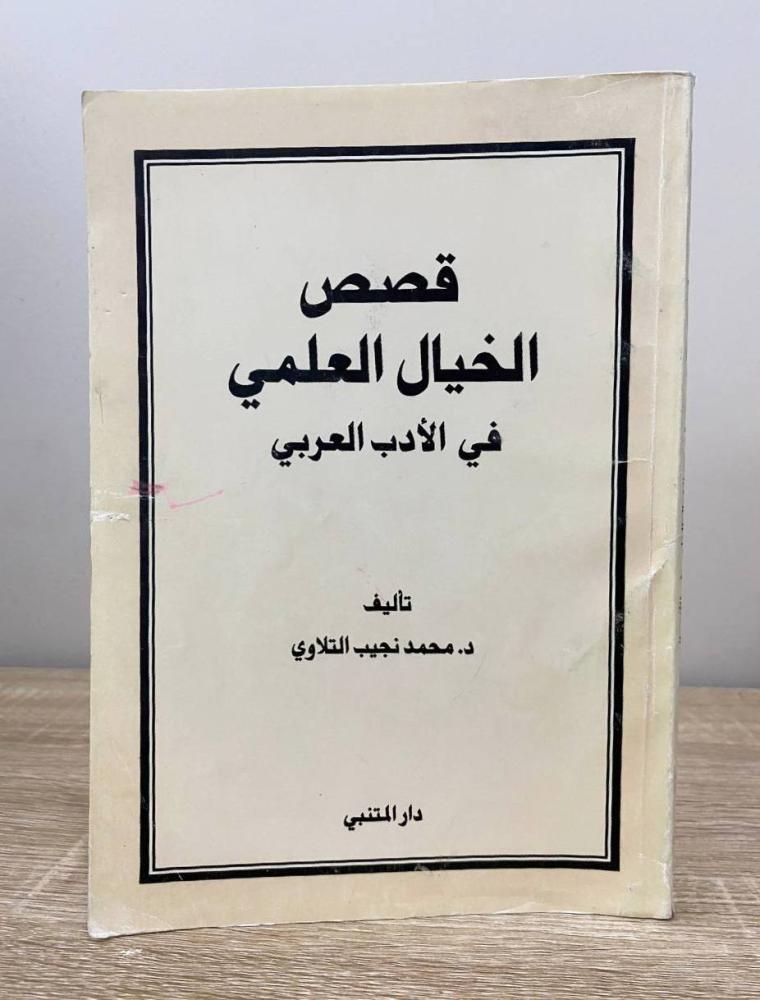 قصص
الخيال العلمي
في الأدب العربي
تأليف
د. محمد نجيب التلاوي
دار المتنبي